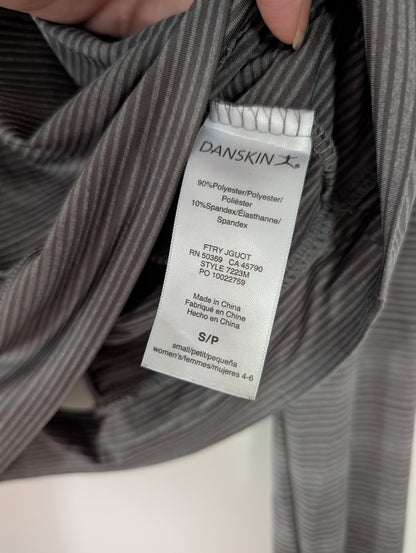 DANSKIN
90%Polyester/Polyester/
Poliéster
10%Spandex/Élasthanne/
Spandex
FTRY JGUOT
RN 50369 CA 45790
STYLE 7223M
PO 10022759
Made in China
Fabriqué en Chine
Hecho en China
S/P
small/petit/pequeña
women's/femmes/mujeres 4-6